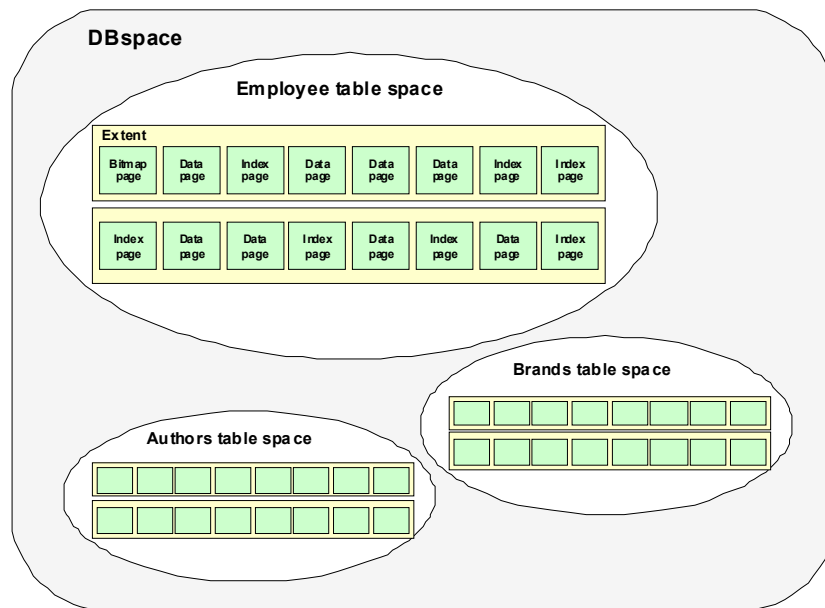 DBspace
Employee table space
Extent
Bitmap page
Data page
Index page
Data page
Data page
Data page
Index page
Index page
Index page
Data page
Data page
Index page
Data page
Index page
Data page
Index page
Brands table space
Authors table space